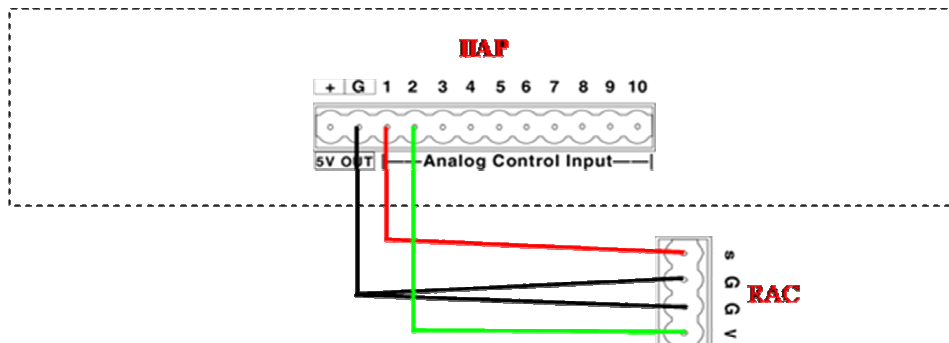 IIAP
+ G 1 2 3 4 5 6 7 8 9 10
5V OUT Analog Control Input
s
G
G
v
RAC